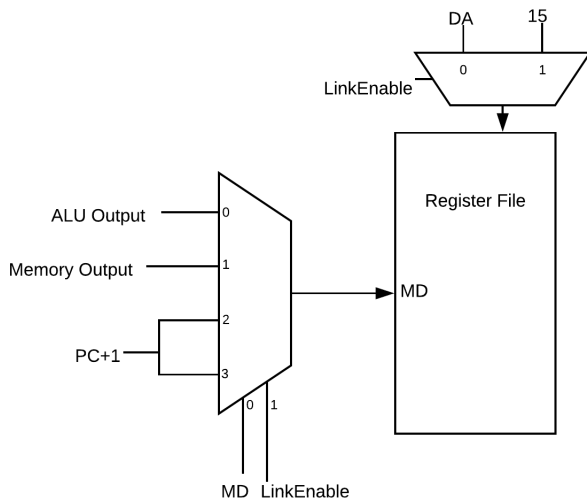 DA 15
0 1
LinkEnable
Register File
ALU Output 0
Memory Output 1
MD
2
PC+1
3
0 1
MD LinkEnable